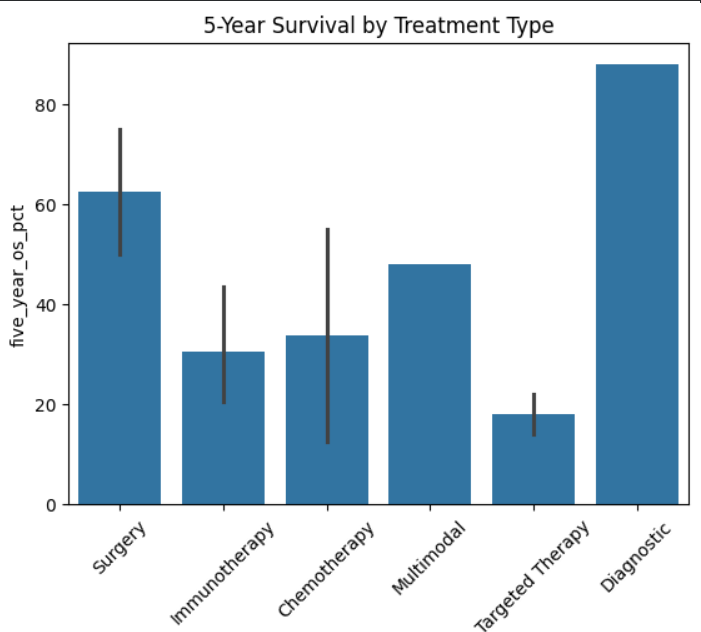 5-Year Survival by Treatment Type
five_year_os_pct
80
60
40
20
0
Surgery
Immunotherapy
Chemotherapy
Multimodal
Targeted Therapy
Diagnostic